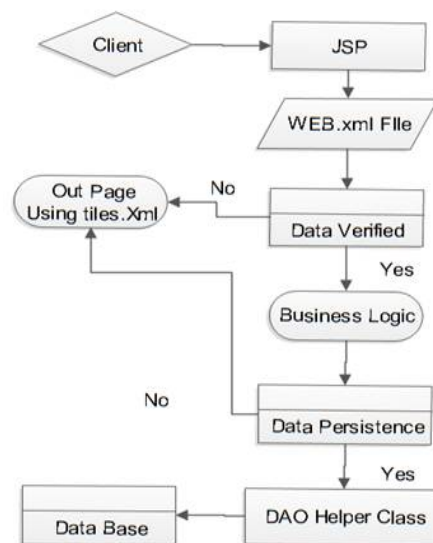 Client
JSP
WEB.xml FIle
No
Out Page
Using tiles.Xml
Data Verified
Yes
Business Logic
No
Data Persistence
Yes
Data Base
DAO Helper Class